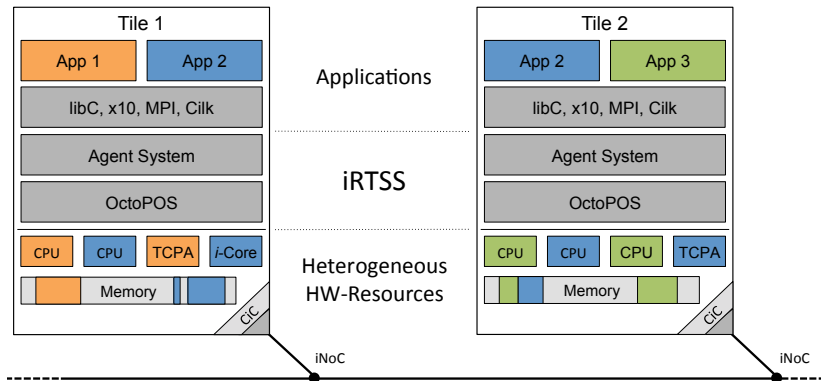 Tile 1
App 1
App 2
libC, x10, MPI, Cilk
Agent System
OctoPOS
CPU
CPU
TCPA
i-Core
Memory
CiC
iNoC
Applications
iRTSS
Heterogeneous
HW-Resources
Tile 2
App 2
App 3
libC, x10, MPI, Cilk
Agent System
OctoPOS
CPU
CPU
CPU
TCPA
Memory
CiC
iNoC